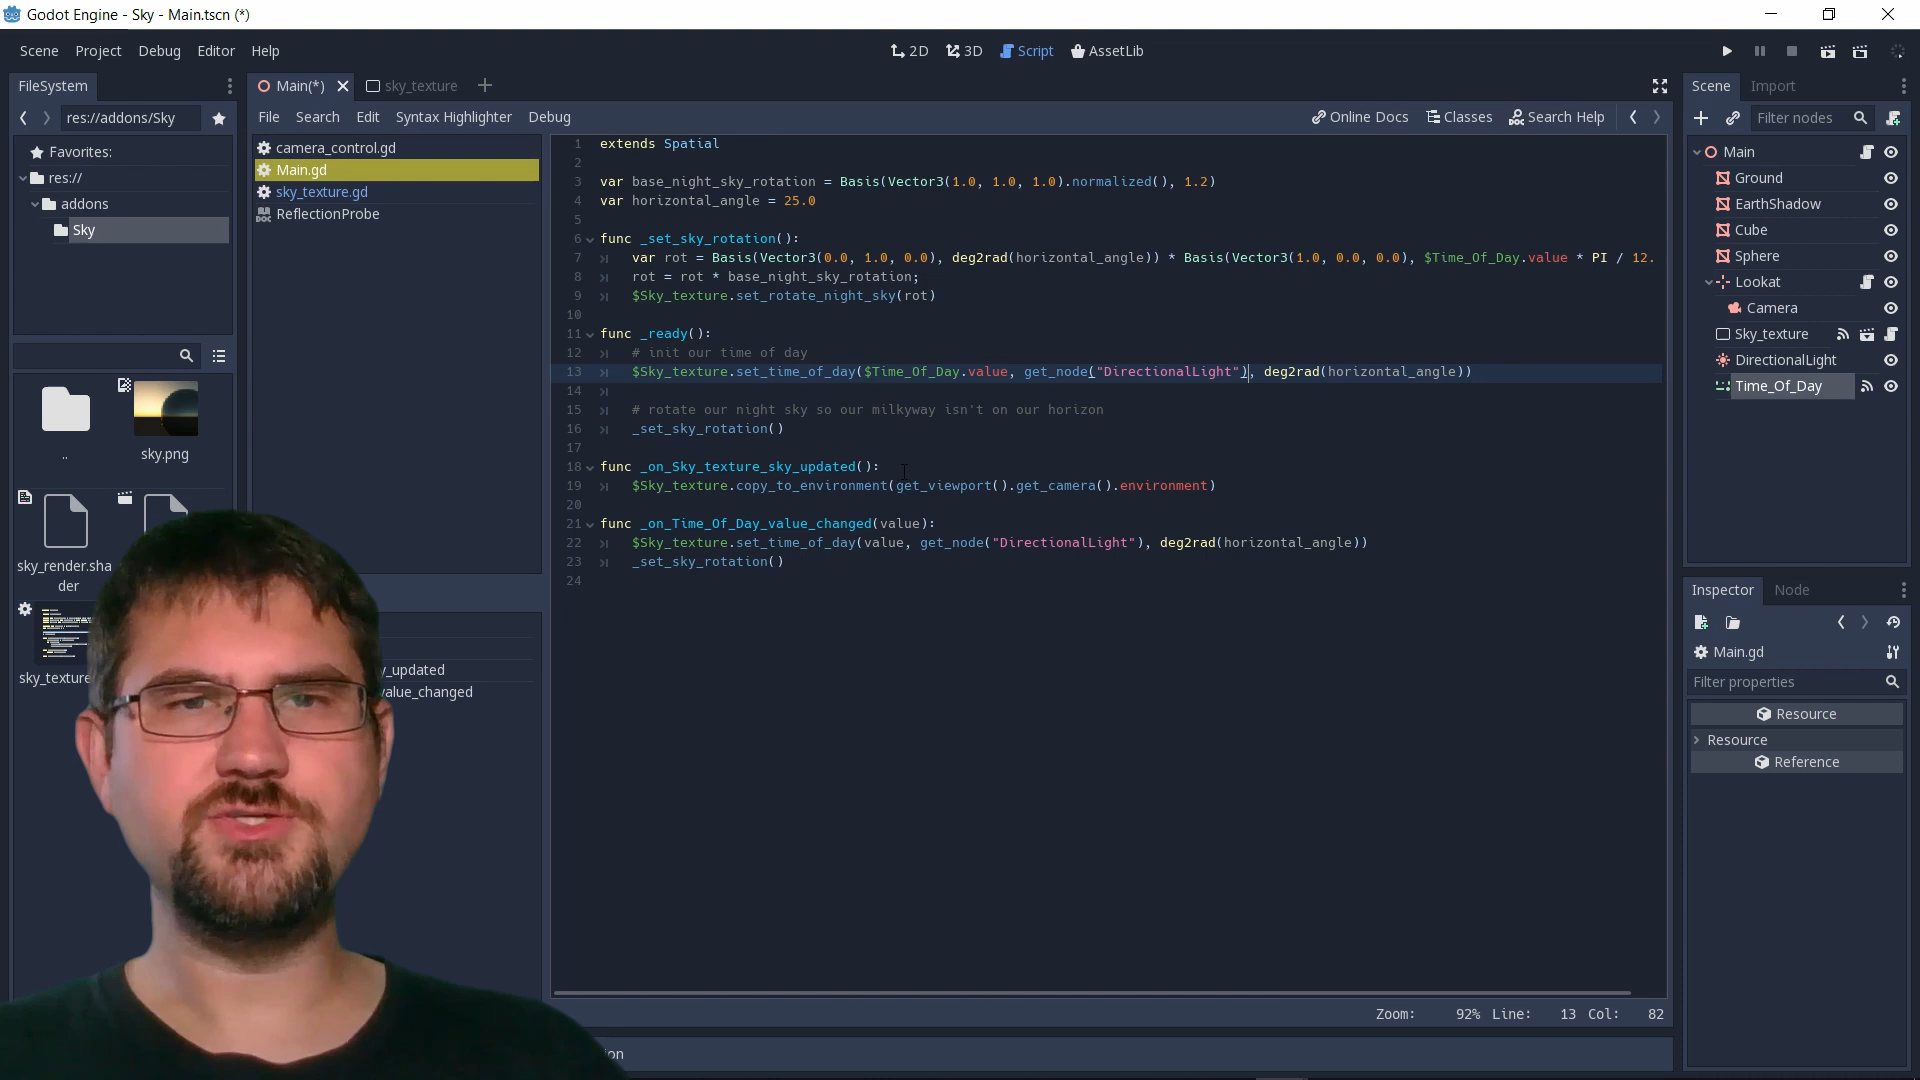 Godot Engine - Sky - Main.tscn (*)
Scene Project Debug Editor Help
2D 3D Script AssetLib
FileSystem
Main(*) sky_texture
res://addons/Sky
File Search Edit Syntax Highlighter Debug
Online Docs Classes Search Help
Favorites:
res://
addons
Sky
..
sky.png
sky_render.sha
der
sky_texture
camera_control.gd
Main.gd
sky_texture.gd
ReflectionProbe
y_updated
value_changed
1 extends Spatial
2
3 var base_night_sky_rotation = Basis(Vector3(1.0, 1.0, 1.0).normalized(), 1.2)
4 var horizontal_angle = 25.0
5
6 func _set_sky_rotation():
7 var rot = Basis(Vector3(0.0, 1.0, 0.0), deg2rad(horizontal_angle)) * Basis(Vector3(1.0, 0.0, 0.0), $Time_Of_Day.value * PI / 12.
8 rot = rot * base_night_sky_rotation;
9 $Sky_texture.set_rotate_night_sky(rot)
10
11 func _ready():
12 # init our time of day
13 $Sky_texture.set_time_of_day($Time_Of_Day.value, get_node("DirectionalLight"), deg2rad(horizontal_angle))
14
15 # rotate our night sky so our milkyway isn't on our horizon
16 _set_sky_rotation()
17
18 func _on_Sky_texture_sky_updated():
19 $Sky_texture.copy_to_environment(get_viewport().get_camera().environment)
20
21 func _on_Time_Of_Day_value_changed(value):
22 $Sky_texture.set_time_of_day(value, get_node("DirectionalLight"), deg2rad(horizontal_angle))
23 _set_sky_rotation()
24
Zoom: 92% Line: 13 Col: 82
ion
Scene Import
Filter nodes
Main
Ground
EarthShadow
Cube
Sphere
Lookat
Camera
Sky_texture
DirectionalLight
Time_Of_Day
Inspector Node
Main.gd
Filter properties
Resource
Resource
Reference